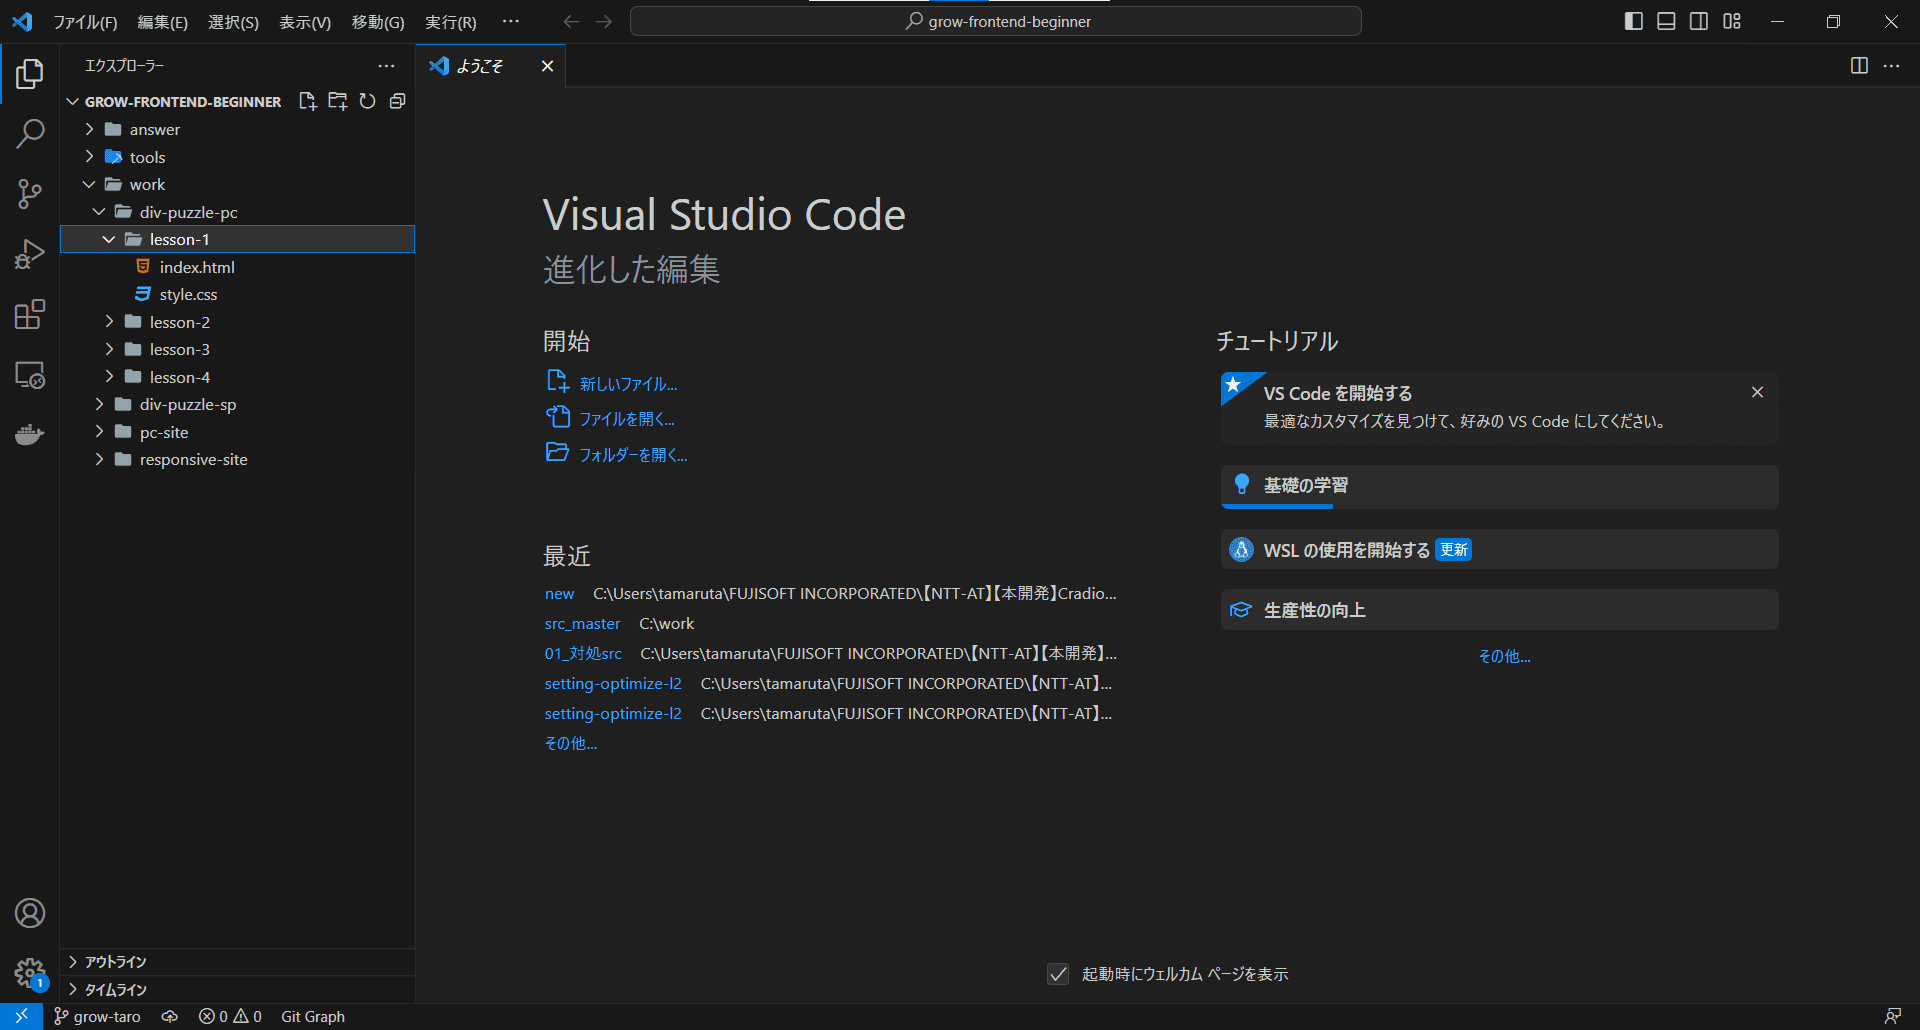 ファイル(F) 編集(E) 選択(S) 表示(V) 移動(G) 実行(R) … grow-frontend-beginner
エクスプローラー
GROW-FRONTEND-BEGINNER
answer
tools
work
div-puzzle-pc
lesson-1
index.html
style.css
lesson-2
lesson-3
lesson-4
div-puzzle-sp
pc-site
responsive-site
アウトライン
タイムライン
ようこそ
Visual Studio Code
進化した編集
開始
新しいファイル...
ファイルを開く...
フォルダーを開く...
最近
new C:\Users\tamaruta\FUJISOFT INCORPORATED\【NTT-AT】【本開発】Cradio...
src_master C:\work
01_対処src C:\Users\tamaruta\FUJISOFT INCORPORATED\【NTT-AT】【本開発】...
setting-optimize-l2 C:\Users\tamaruta\FUJISOFT INCORPORATED\【NTT-AT】...
setting-optimize-l2 C:\Users\tamaruta\FUJISOFT INCORPORATED\【NTT-AT】...
その他...
チュートリアル
VS Code を開始する
最適なカスタマイズを見つけて、好みの VS Code にしてください。
基礎の学習
WSL の使用を開始する 更新
生産性の向上
その他...
起動時にウェルカム ページを表示
1
grow-taro 0 0 Git Graph